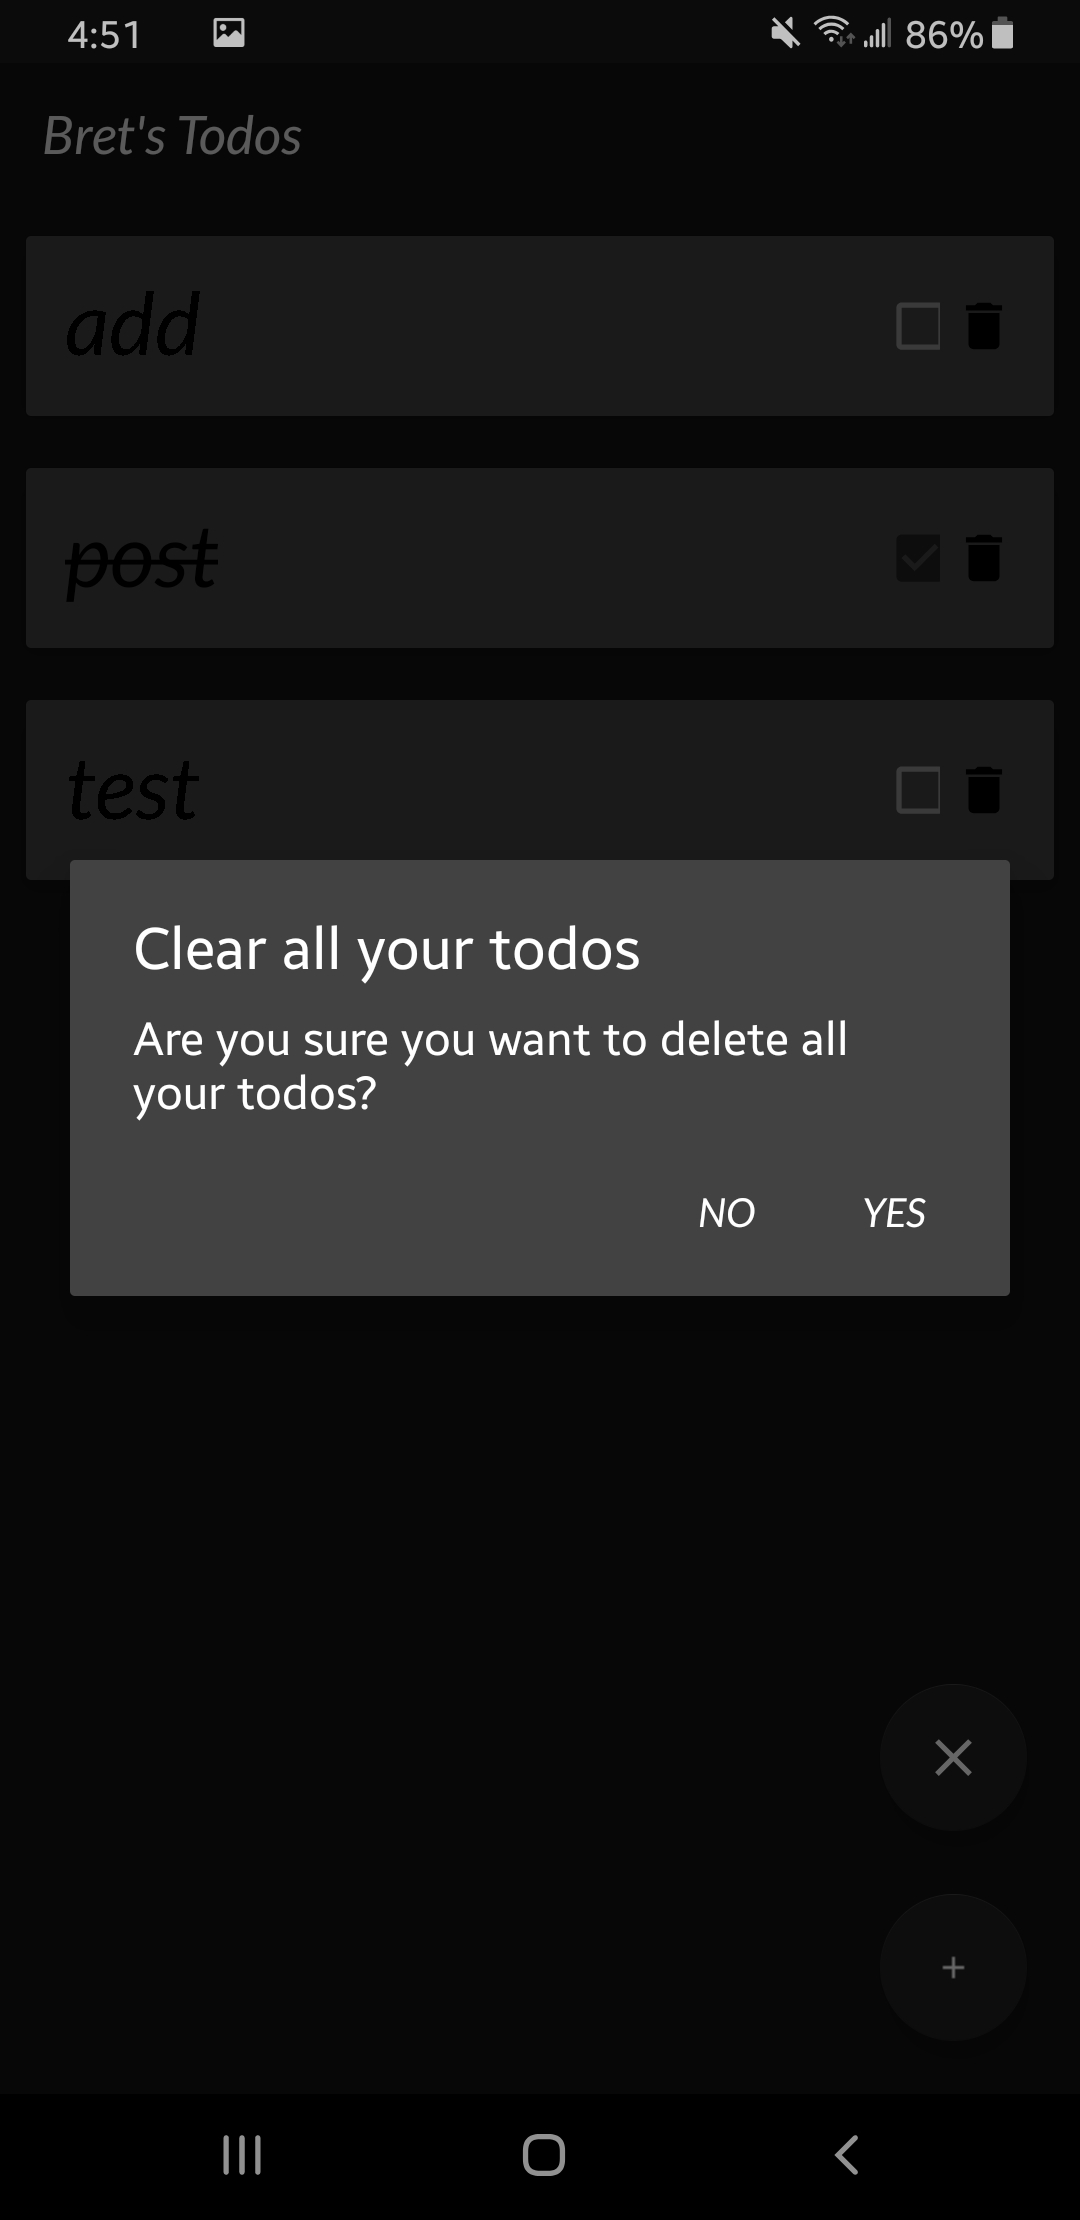 4:51
86%
Bret's Todos
add
post
test
Clear all your todos
Are you sure you want to delete all
your todos?
NO YES